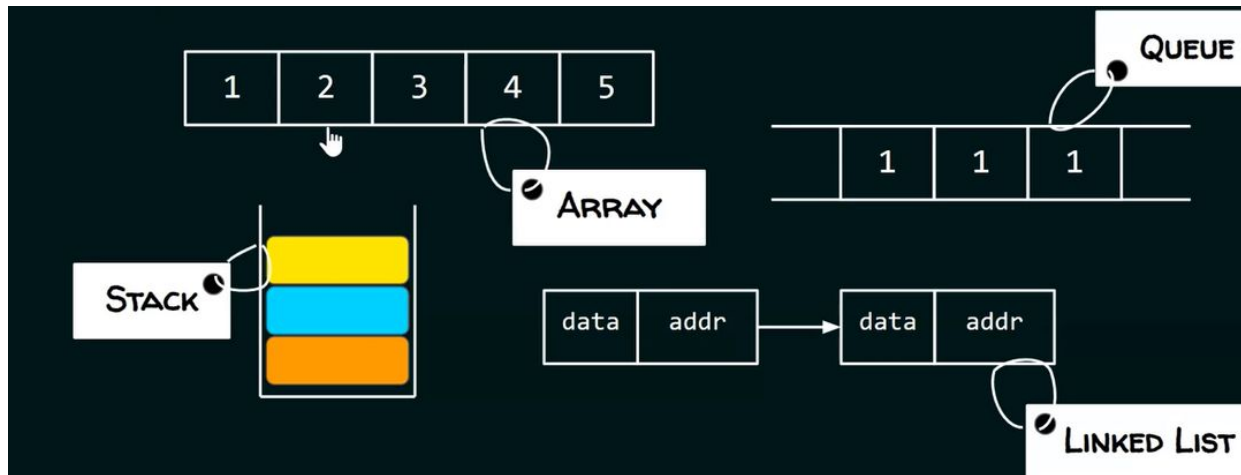 QUEUE
1 2 3 4 5
1 1 1
ARRAY
STACK
data addr data addr
LINKED LIST